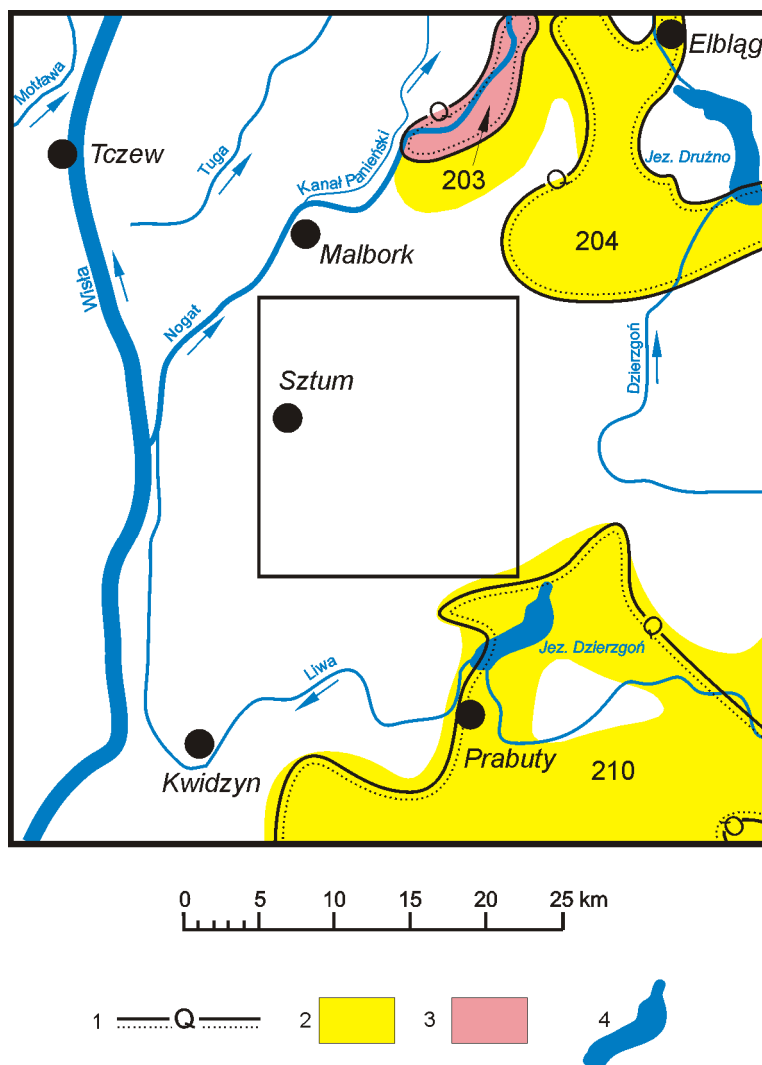 Elbląg
Motława
Q
Tczew
Tuga
Kanał Panieński
Jez. Drużno
203
Q
204
Malbork
Wisła
Nogat
Dzierzgoń
Sztum
Q
Jez. Dzierzgoń
Liwa
Kwidzyn
Prabuty
210
Q
0 5 10 15 20 25 km
1 Q 2 3 4